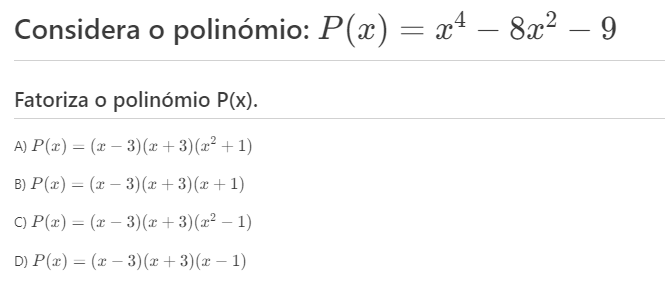 Considera o polinómio: P(x) = x⁴ − 8x² − 9
Fatoriza o polinómio P(x).
A) P(x) = (x − 3)(x + 3)(x² + 1)
B) P(x) = (x − 3)(x + 3)(x + 1)
C) P(x) = (x − 3)(x + 3)(x² − 1)
D) P(x) = (x − 3)(x + 3)(x − 1)